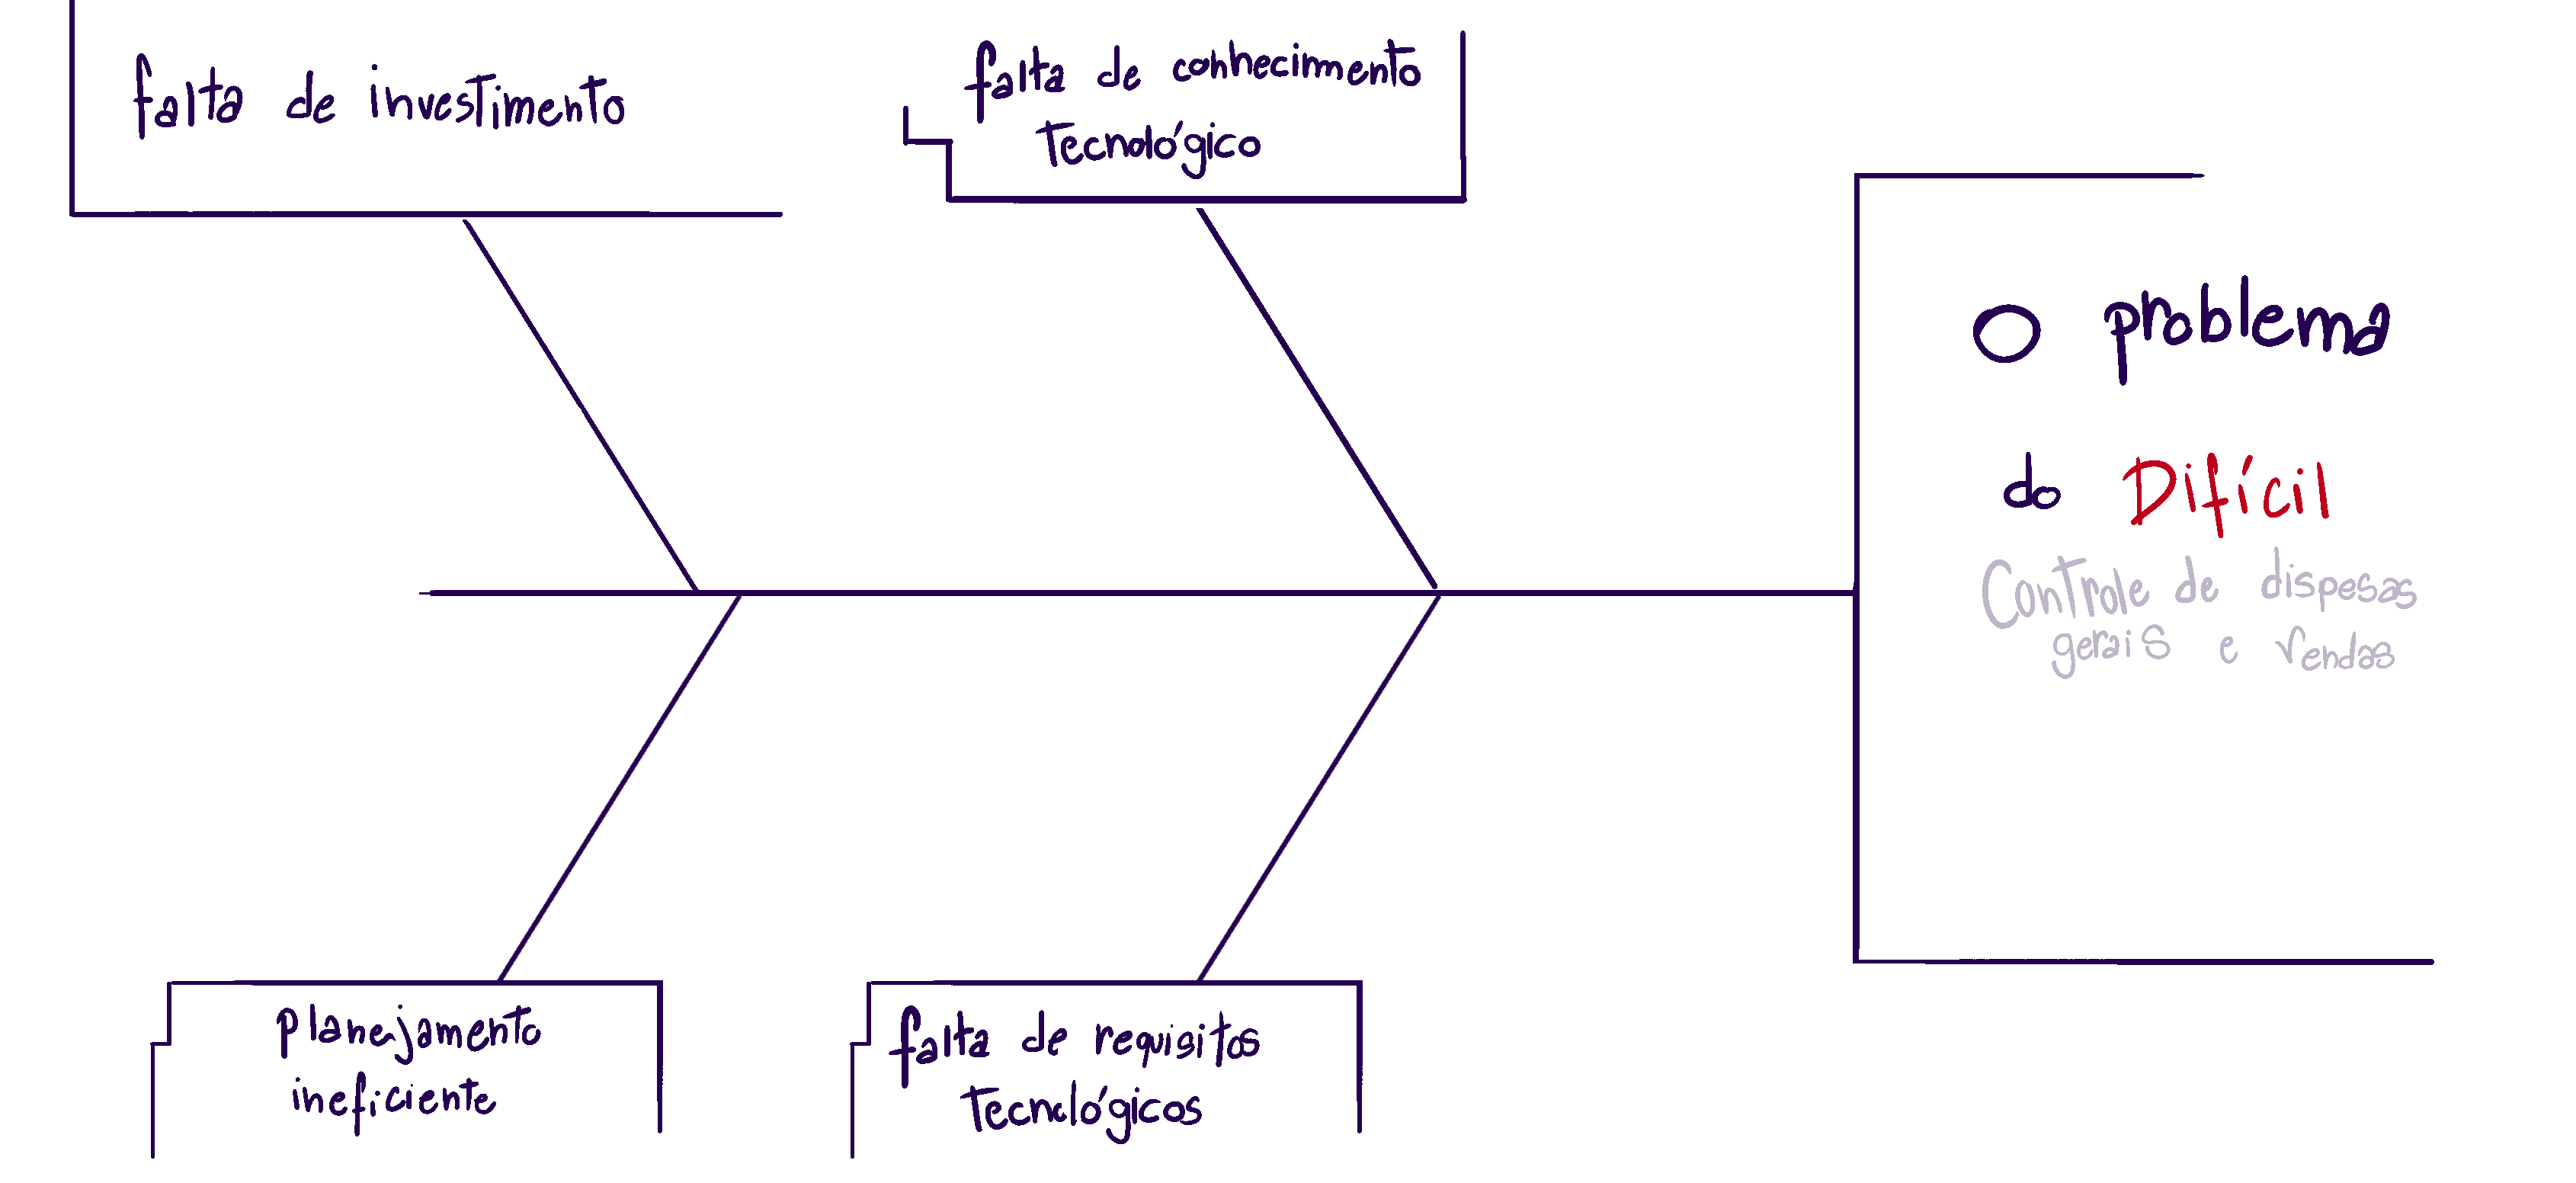 falta de investimento
falta de conhecimento
tecnológico
O problema
do Difícil
Controle de dispesas
gerais e vendas
planejamento
ineficiente
falta de requisitos
tecnológicos